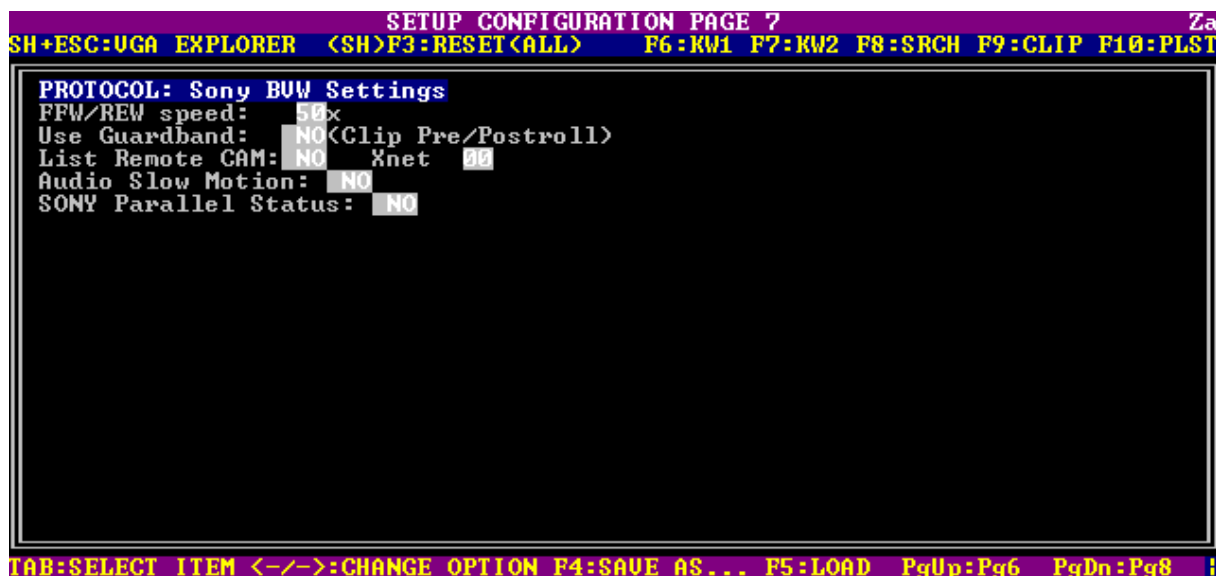 SETUP CONFIGURATION PAGE 7 Za
SH+ESC:VGA EXPLORER <SH>F3:RESET<ALL> F6:KW1 F7:KW2 F8:SRCH F9:CLIP F10:PLST
PROTOCOL: Sony BVW Settings
FFW/REW speed: 50x
Use Guardband: NO<Clip Pre/Postroll>
List Remote CAM: NO Xnet 00
Audio Slow Motion: NO
SONY Parallel Status: NO
TAB:SELECT ITEM <-/->:CHANGE OPTION F4:SAVE AS... F5:LOAD PgUp:Pg6 PgDn:Pg8